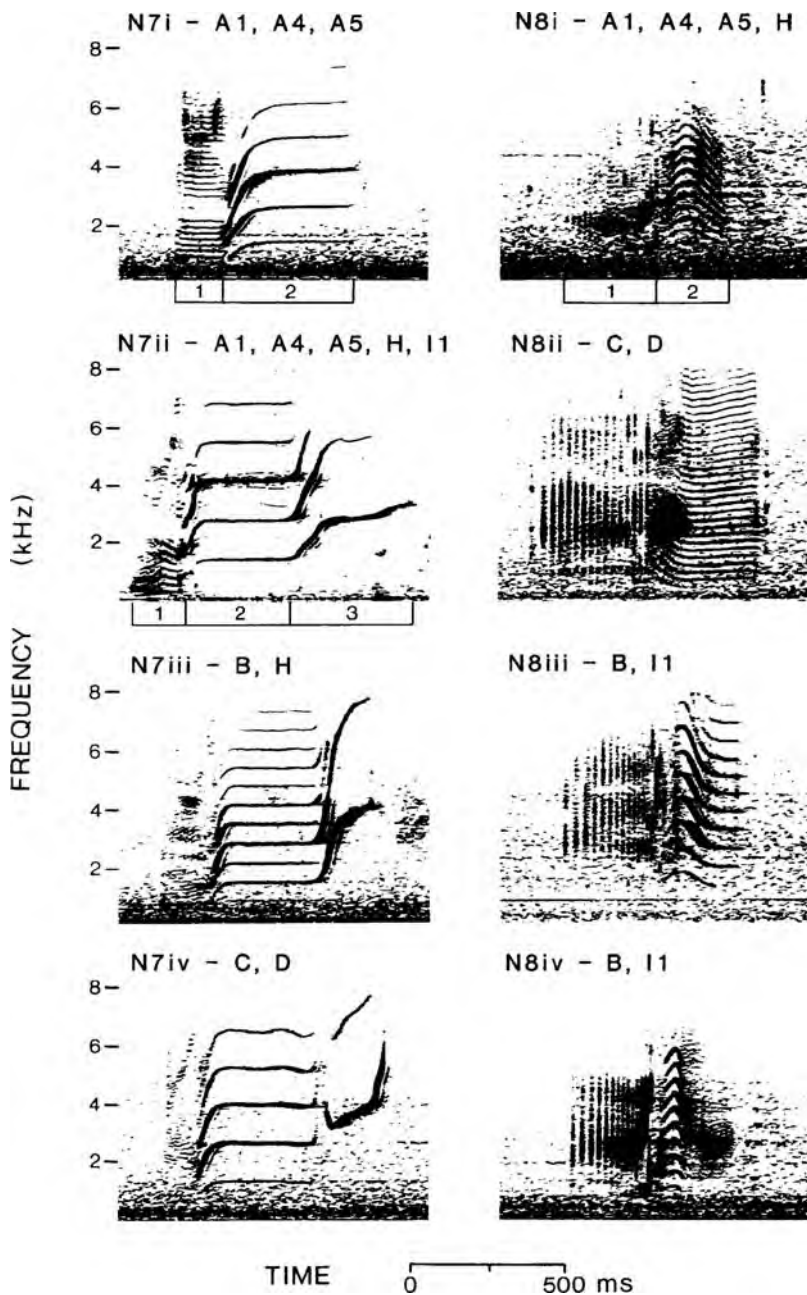 N7i - A1, A4, A5
N8i - A1, A4, A5, H
8
6
4
2
1 2
1 2
N7ii - A1, A4, A5, H, I1
N8ii - C, D
8
6
4
2
1 2 3
N7iii - B, H
N8iii - B, I1
8
6
4
2
N7iv - C, D
N8iv - B, I1
8
6
4
2
FREQUENCY (kHz)
TIME
0 500 ms